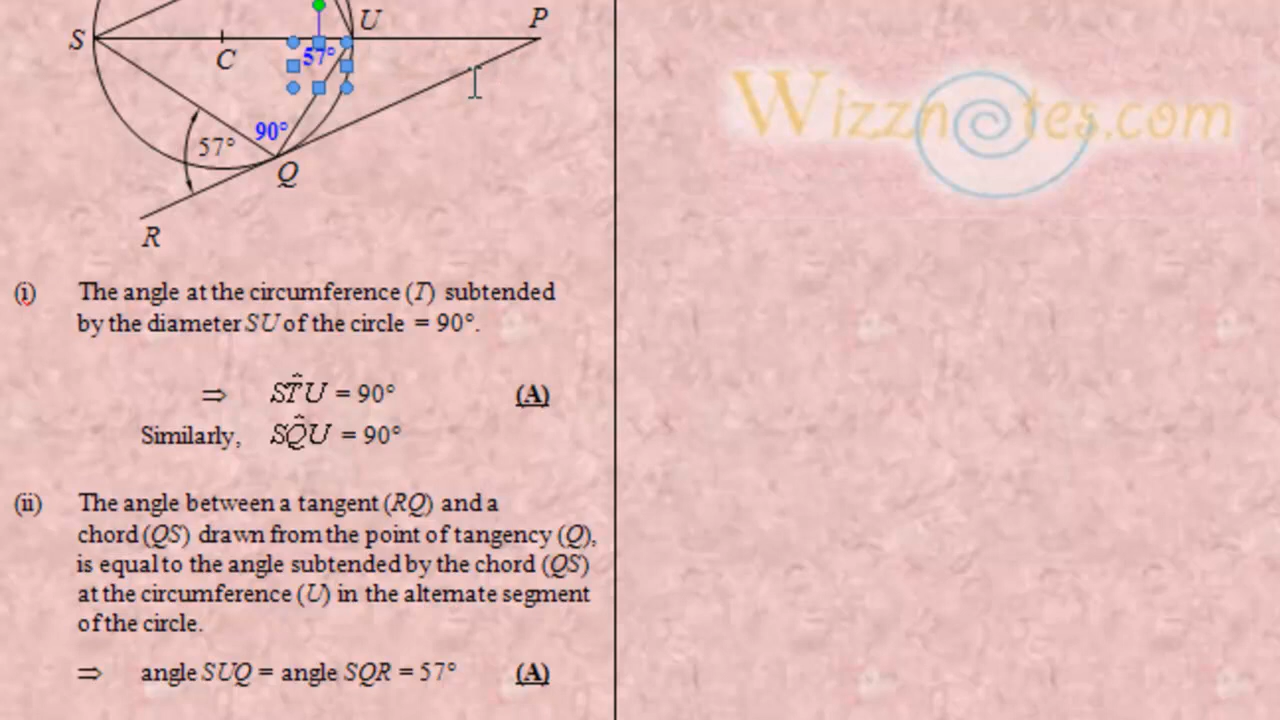 S
C
U
P
57°
90°
57°
Q
R
Wizznotes.com
(i) The angle at the circumference (T) subtended
by the diameter SU of the circle = 90°.
⇒ ST̂U = 90° (A)
Similarly, SQ̂U = 90°
(ii) The angle between a tangent (RQ) and a
chord (QS) drawn from the point of tangency (Q),
is equal to the angle subtended by the chord (QS)
at the circumference (U) in the alternate segment
of the circle.
⇒ angle SUQ = angle SQR = 57° (A)